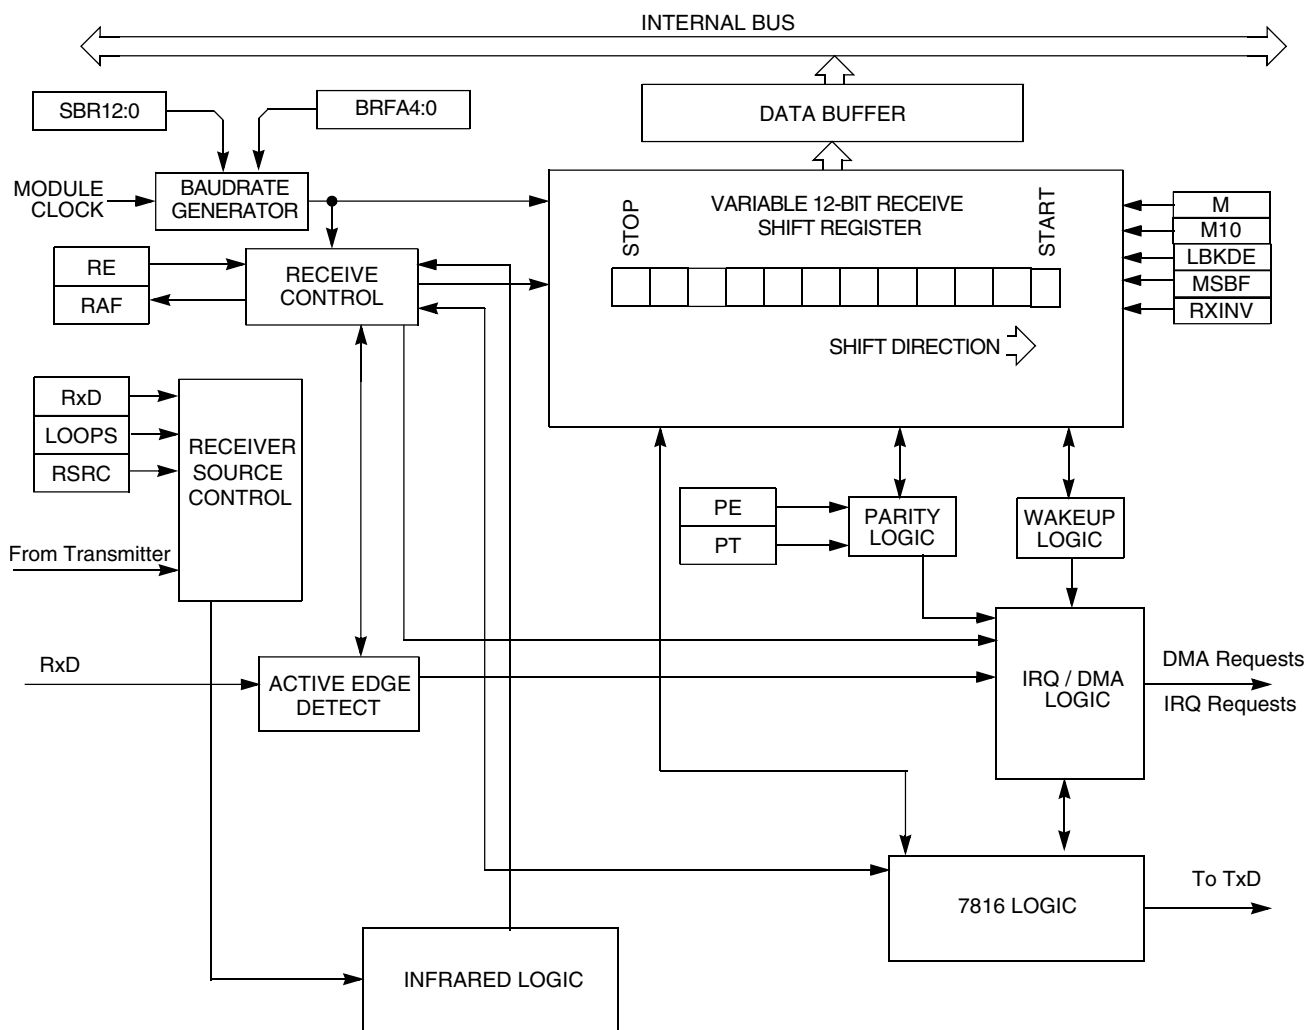 INTERNAL BUS
SBR12:0
BRFA4:0
DATA BUFFER
MODULE
CLOCK
BAUDRATE
GENERATOR
STOP
VARIABLE 12-BIT RECEIVE
SHIFT REGISTER
START
M
M10
LBKDE
MSBF
RXINV
RE
RAF
RECEIVE
CONTROL
SHIFT DIRECTION
RxD
LOOPS
RSRC
RECEIVER
SOURCE
CONTROL
From Transmitter
PE
PT
PARITY
LOGIC
WAKEUP
LOGIC
RxD
ACTIVE EDGE
DETECT
IRQ / DMA
LOGIC
DMA Requests
IRQ Requests
7816 LOGIC
To TxD
INFRARED LOGIC